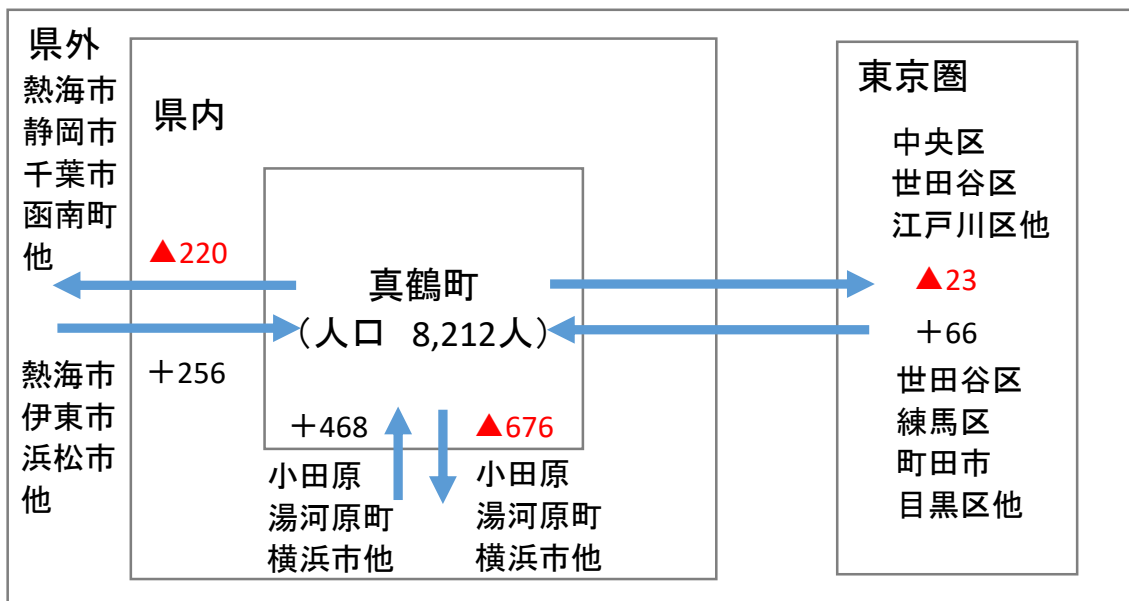 県外
熱海市
静岡市
千葉市
函南町
他
▲220
熱海市
伊東市
浜松市
他
＋256
県内
真鶴町
（人口 8,212人）
＋468
小田原
湯河原町
横浜市他
▲676
小田原
湯河原町
横浜市他
東京圏
中央区
世田谷区
江戸川区他
▲23
＋66
世田谷区
練馬区
町田市
目黒区他